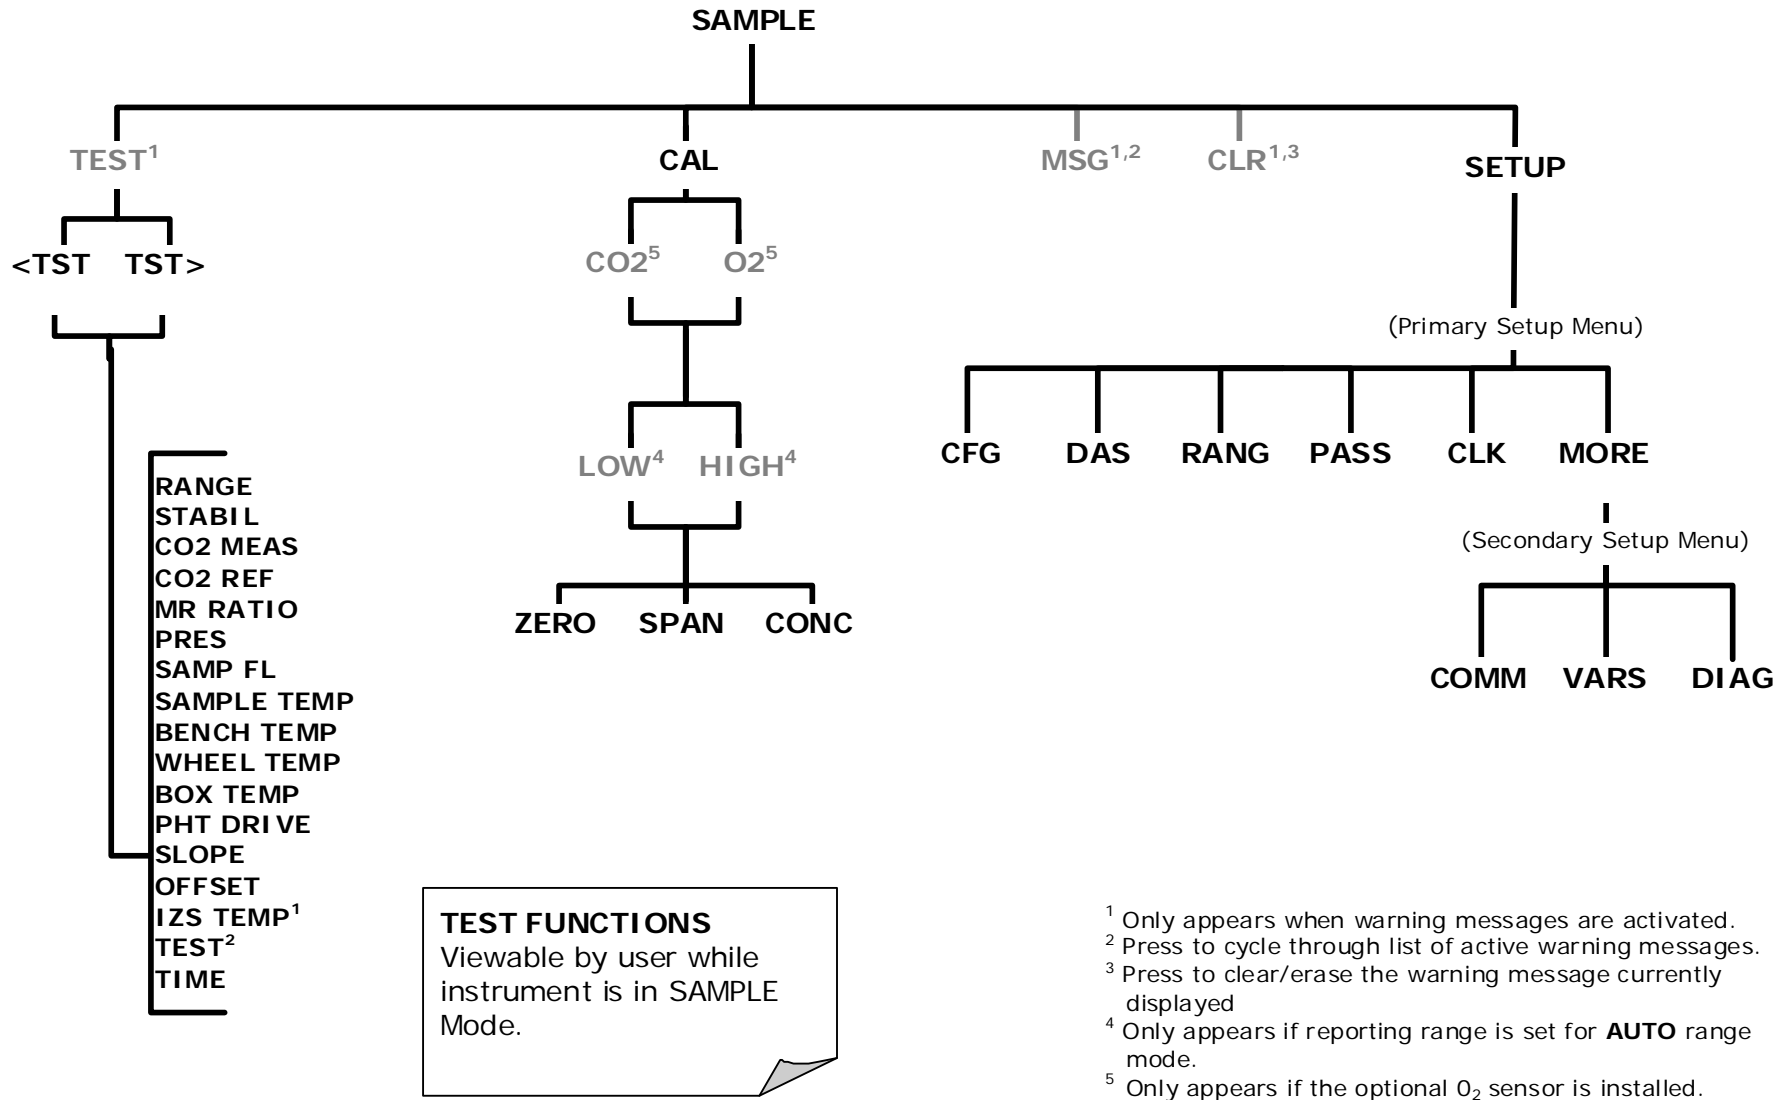 SAMPLE
TEST¹ CAL MSG¹,² CLR¹,³ SETUP
<TST TST> CO2⁵ O2⁵
(Primary Setup Menu)
CFG DAS RANG PASS CLK MORE
LOW⁴ HIGH⁴
(Secondary Setup Menu)
ZERO SPAN CONC
COMM VARS DIAG
RANGE
STABIL
CO2 MEAS
CO2 REF
MR RATIO
PRES
SAMP FL
SAMPLE TEMP
BENCH TEMP
WHEEL TEMP
BOX TEMP
PHT DRIVE
SLOPE
OFFSET
IZS TEMP¹
TEST²
TIME
TEST FUNCTIONS
Viewable by user while
instrument is in SAMPLE
Mode.
¹ Only appears when warning messages are activated.
² Press to cycle through list of active warning messages.
³ Press to clear/erase the warning message currently
displayed
⁴ Only appears if reporting range is set for AUTO range
mode.
⁵ Only appears if the optional 0₂ sensor is installed.